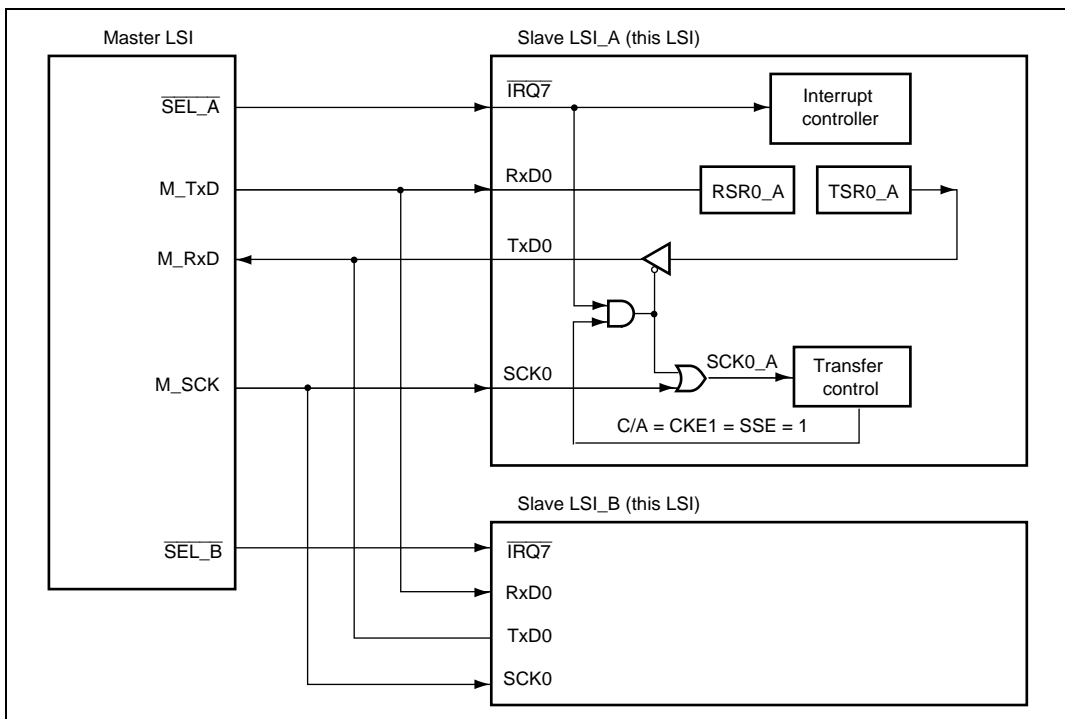 Master LSI
SEL_A
M_TxD
M_RxD
M_SCK
SEL_B
Slave LSI_A (this LSI)
IRQ7
Interrupt
controller
RxD0
RSR0_A
TSR0_A
TxD0
SCK0
SCK0_A
Transfer
control
C/A = CKE1 = SSE = 1
Slave LSI_B (this LSI)
IRQ7
RxD0
TxD0
SCK0